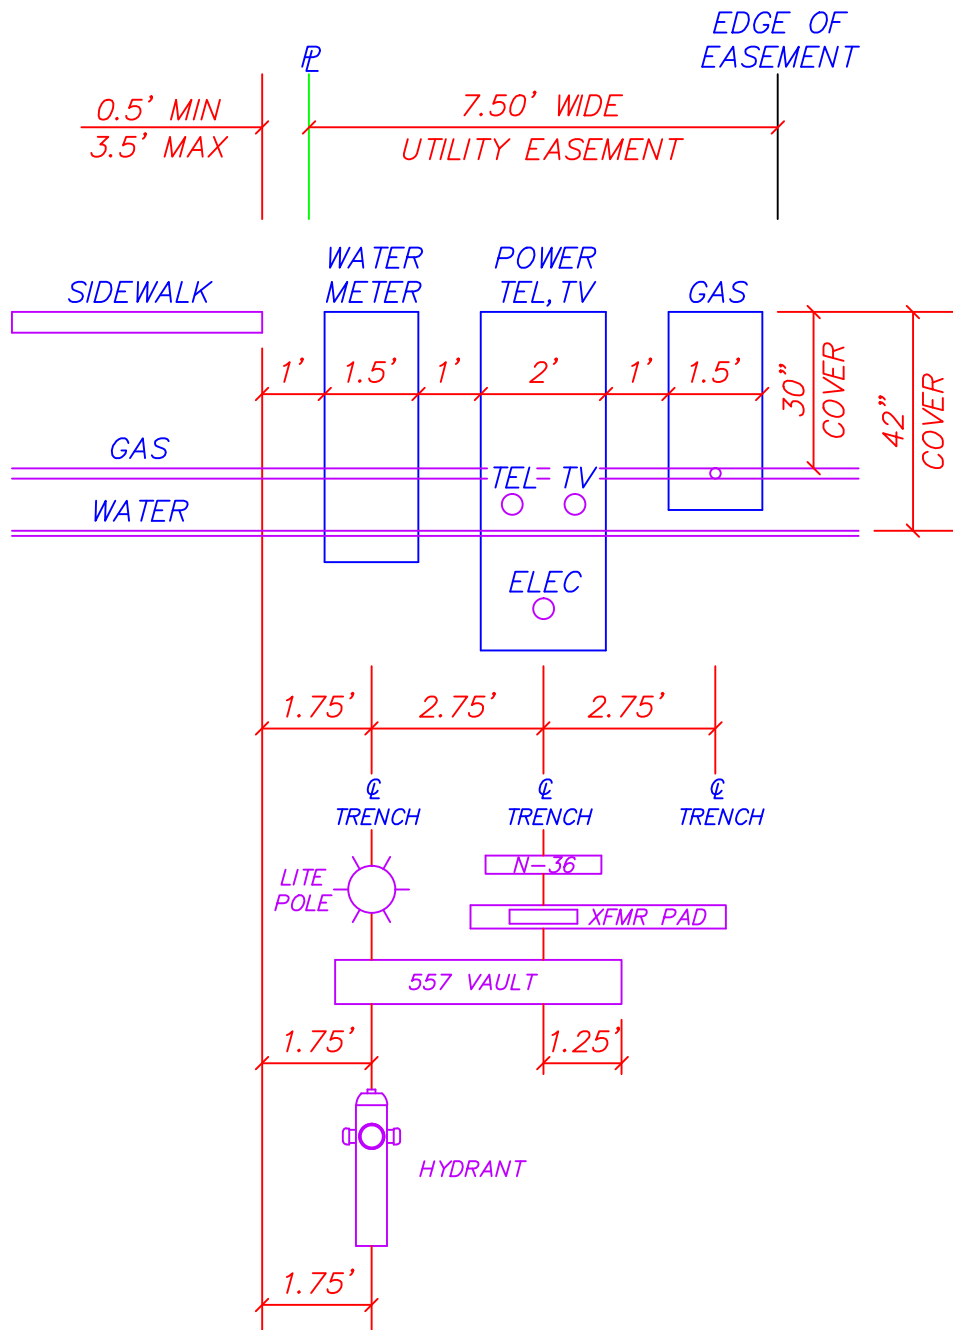 EDGE OF
EASEMENT
PL
0.5' MIN
3.5' MAX
7.50' WIDE
UTILITY EASEMENT
SIDEWALK
WATER
METER
POWER
TEL, TV
GAS
1'
1.5'
1'
2'
1'
1.5'
30"
COVER
42"
COVER
GAS
TEL
TV
WATER
ELEC
1.75'
2.75'
2.75'
℄
TRENCH
℄
TRENCH
℄
TRENCH
LITE
POLE
N-36
XFMR PAD
557 VAULT
1.75'
1.25'
HYDRANT
1.75'